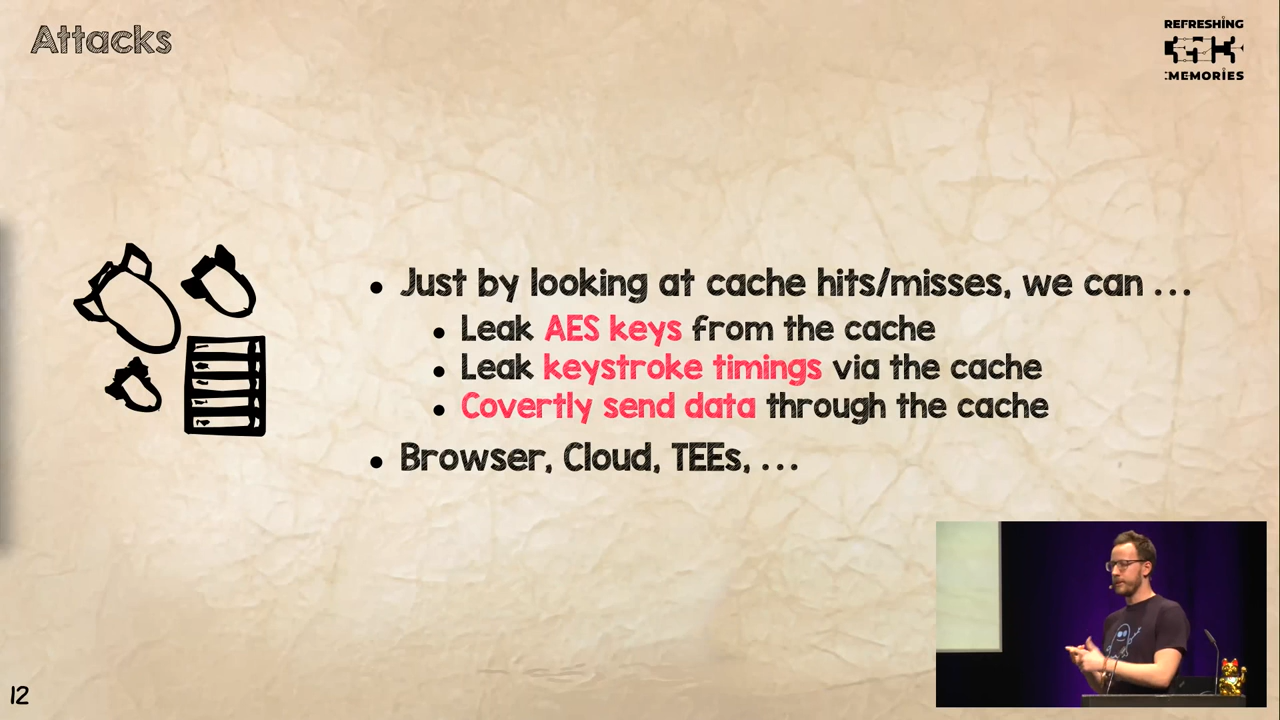 Attacks
REFRESHING
MEMORIES
• Just by looking at cache hits/misses, we can ...
• Leak AES keys from the cache
• Leak keystroke timings via the cache
• Covertly send data through the cache
• Browser, Cloud, TEEs, ...
12